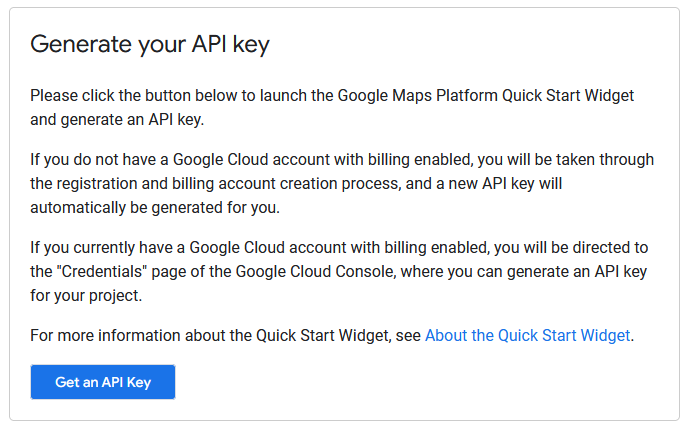 Generate your API key
Please click the button below to launch the Google Maps Platform Quick Start Widget
and generate an API key.
If you do not have a Google Cloud account with billing enabled, you will be taken through
the registration and billing account creation process, and a new API key will
automatically be generated for you.
If you currently have a Google Cloud account with billing enabled, you will be directed to
the "Credentials" page of the Google Cloud Console, where you can generate an API key
for your project.
For more information about the Quick Start Widget, see About the Quick Start Widget.
Get an API Key